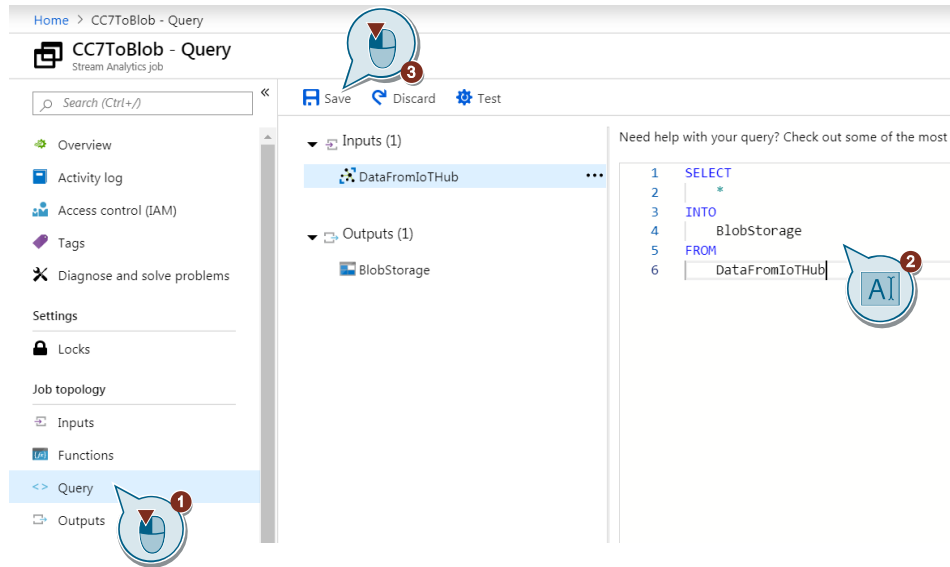 Home > CC7ToBlob - Query
CC7ToBlob - Query
Stream Analytics job
Search (Ctrl+/)
«
Overview
Activity log
Access control (IAM)
Tags
Diagnose and solve problems
Settings
Locks
Job topology
Inputs
Functions
<> Query
Outputs
1
3
Save Discard Test
Inputs (1)
DataFromIoTHub ...
Outputs (1)
BlobStorage
Need help with your query? Check out some of the most
1 SELECT
2 *
3 INTO
4 BlobStorage
5 FROM
6 DataFromIoTHub
2
A